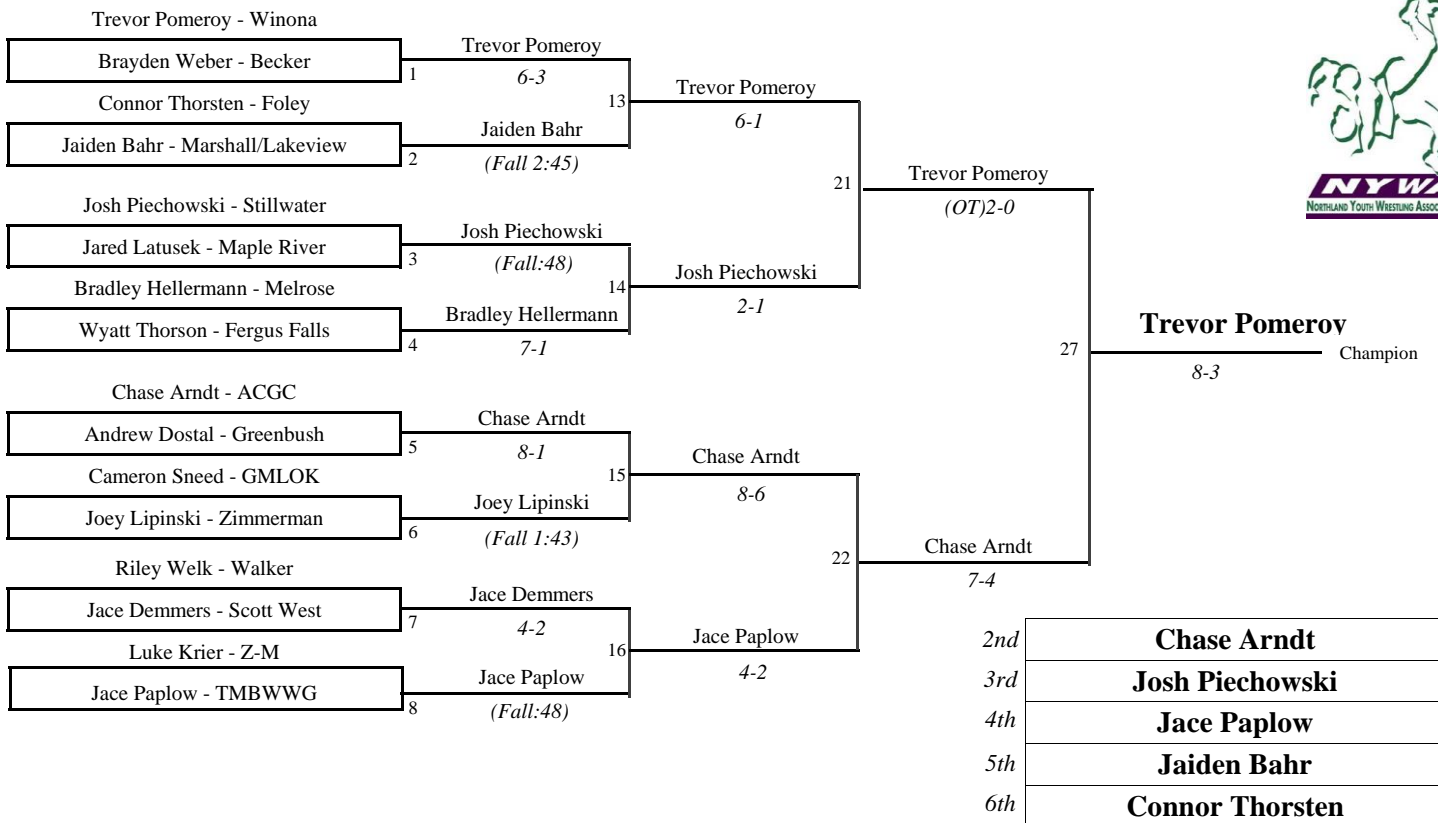 Trevor Pomeroy - Winona
Brayden Weber - Becker
1
Connor Thorsten - Foley
Jaiden Bahr - Marshall/Lakeview
2
Josh Piechowski - Stillwater
Jared Latusek - Maple River
3
Bradley Hellermann - Melrose
Wyatt Thorson - Fergus Falls
4
Chase Arndt - ACGC
Andrew Dostal - Greenbush
5
Cameron Sneed - GMLOK
Joey Lipinski - Zimmerman
6
Riley Welk - Walker
Jace Demmers - Scott West
7
Luke Krier - Z-M
Jace Paplow - TMBWWG
8
Trevor Pomeroy
6-3
13
Jaiden Bahr
(Fall 2:45)
Josh Piechowski
(Fall:48)
14
Bradley Hellermann
7-1
Chase Arndt
8-1
15
Joey Lipinski
(Fall 1:43)
Jace Demmers
4-2
16
Jace Paplow
(Fall:48)
Trevor Pomeroy
6-1
21
Josh Piechowski
2-1
Chase Arndt
8-6
22
Jace Paplow
4-2
Trevor Pomeroy
(OT)2-0
27
Chase Arndt
7-4
Trevor Pomeroy
Champion
8-3
NYW
NORTHLAND YOUTH WRESTLING
2nd Chase Arndt
3rd Josh Piechowski
4th Jace Paplow
5th Jaiden Bahr
6th Connor Thorsten